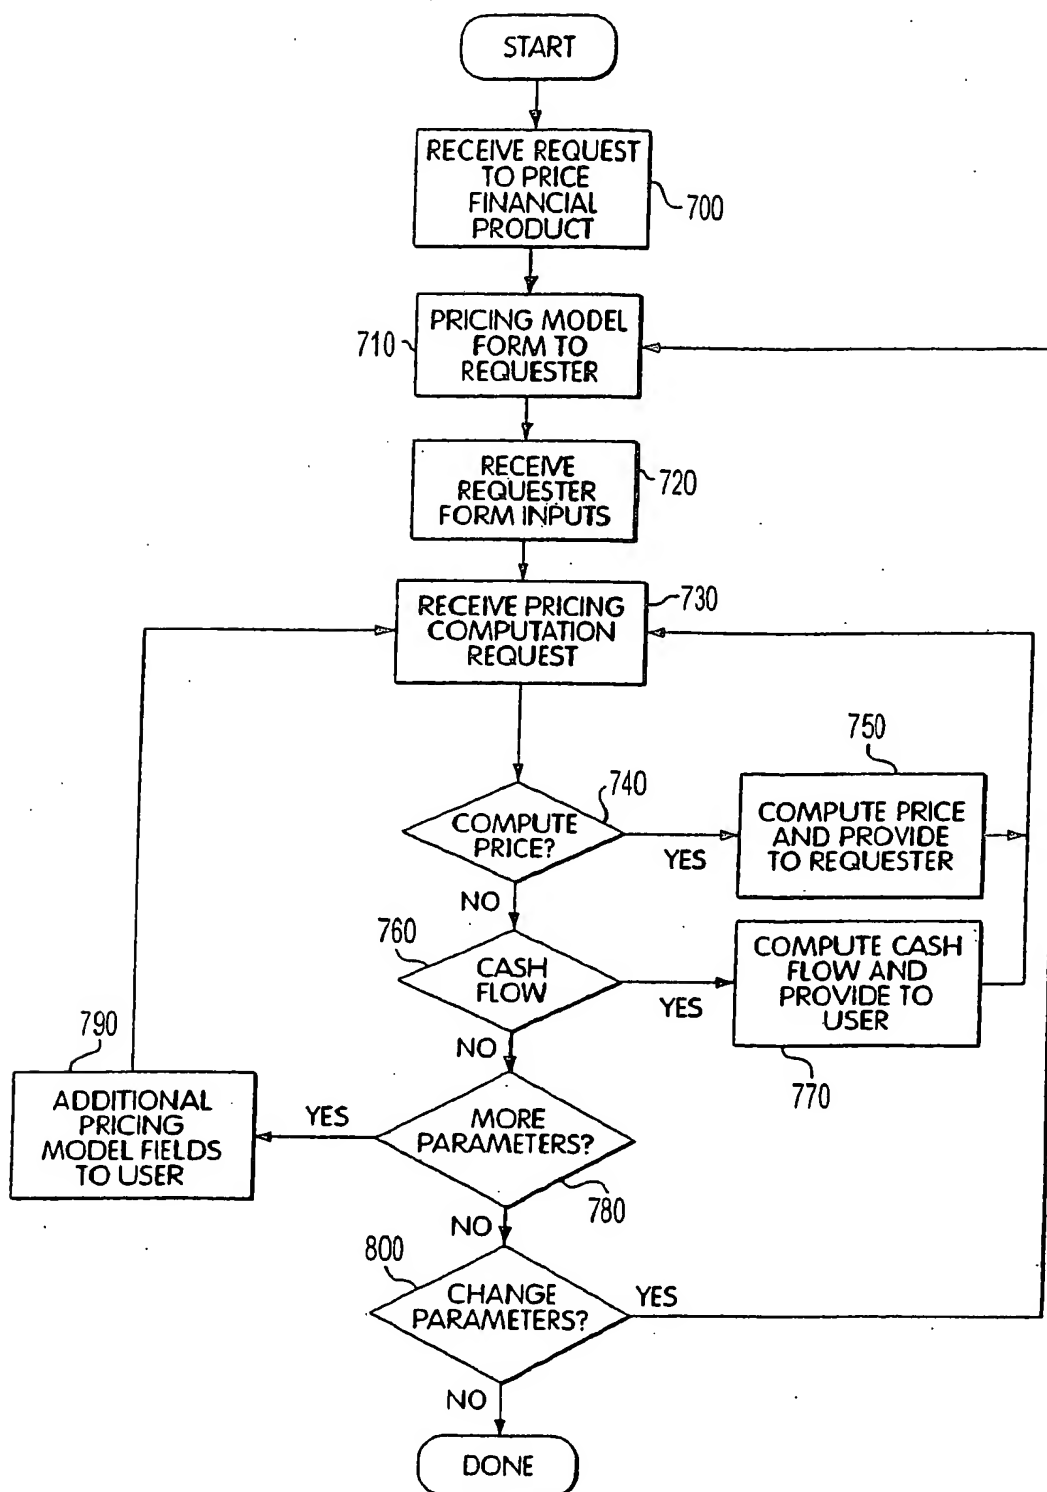 START
RECEIVE REQUEST
TO PRICE
FINANCIAL
PRODUCT
700
PRICING MODEL
FORM TO
REQUESTER
710
RECEIVE
REQUESTER
FORM INPUTS
720
RECEIVE PRICING
COMPUTATION
REQUEST
730
COMPUTE
PRICE?
740
YES
750
COMPUTE PRICE
AND PROVIDE
TO REQUESTER
NO
760
CASH
FLOW
YES
COMPUTE CASH
FLOW AND
PROVIDE TO
USER
770
NO
790
ADDITIONAL
PRICING
MODEL FIELDS
TO USER
YES
MORE
PARAMETERS?
780
NO
800
CHANGE
PARAMETERS?
YES
NO
DONE